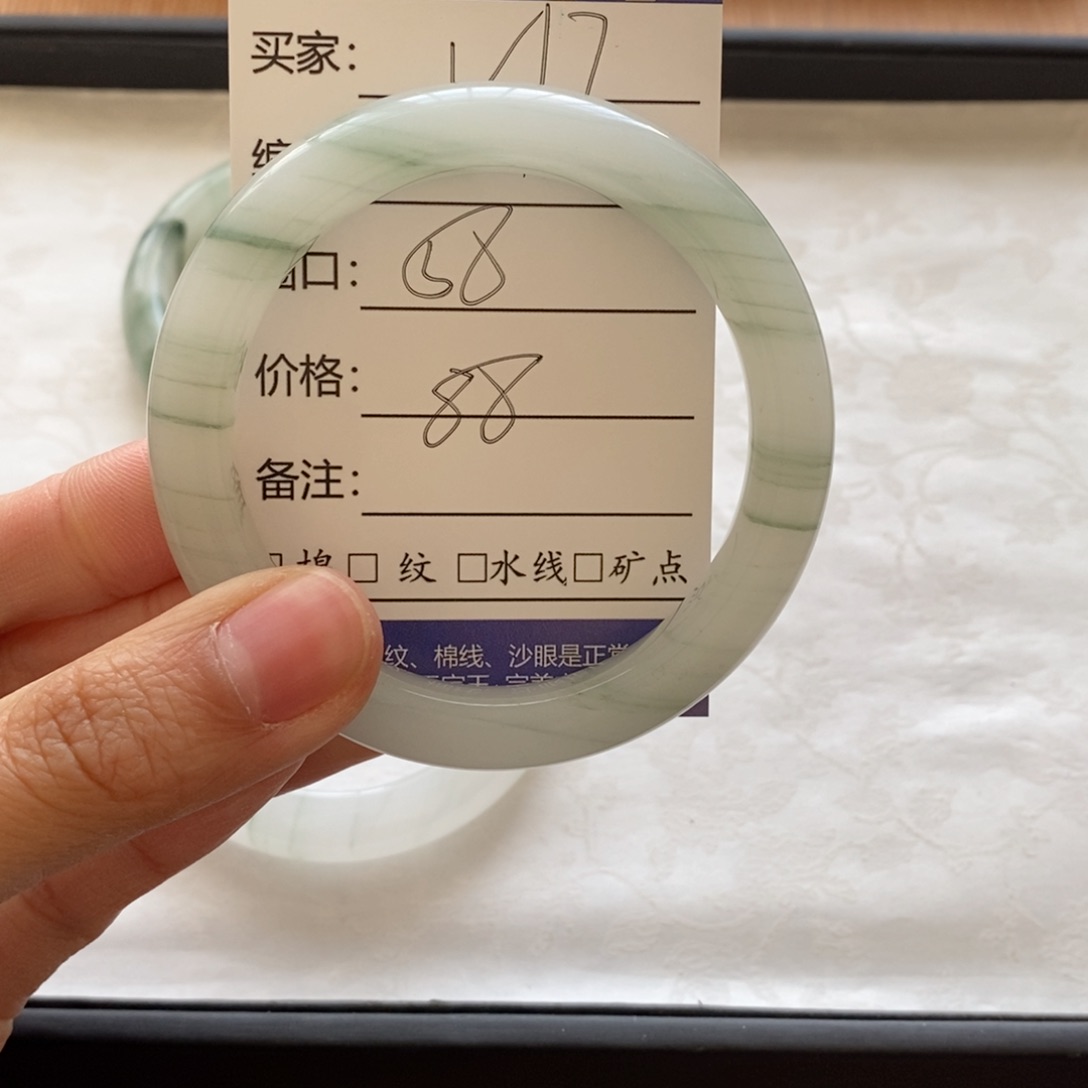 买家：
编
口： 58
价格： 88
备注：
棉 □ 纹 □水线□矿点
纹、棉线、沙眼是正常